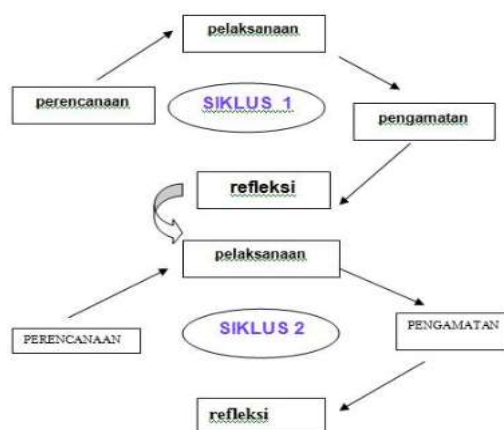 pelaksanaan
perencanaan
SIKLUS 1
pengamatan
refleksi
pelaksanaan
PERENCANAAN
SIKLUS 2
PENGAMATAN
refleksi